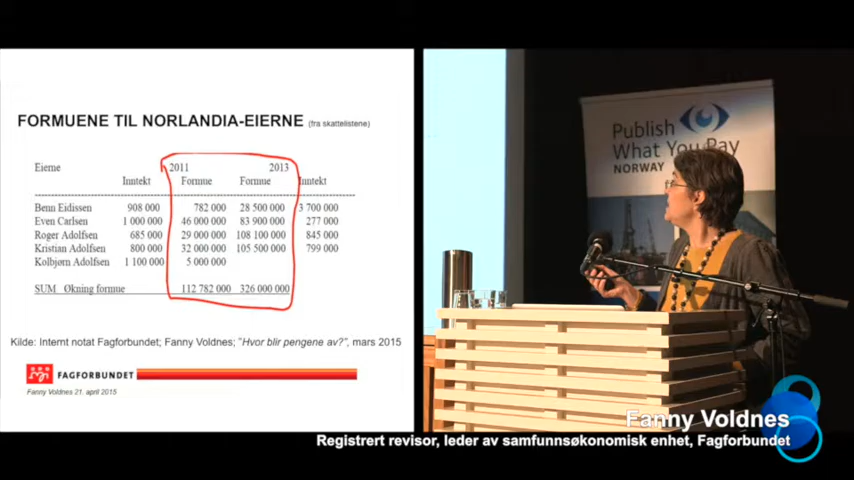 FORMUENE TIL NORLANDIA-EIERNE (fra skattelistene)
Eierne 2011 2013
Inntekt Formue Formue Inntekt
Benn Eidissen 908 000 782 000 28 500 000 3 700 000
Even Carlsen 1 000 000 46 000 000 83 900 000 277 000
Roger Adolfsen 685 000 29 000 000 108 100 000 845 000
Kristian Adolfsen 800 000 32 000 000 105 500 000 799 000
Kolbjørn Adolfsen 1 100 000 5 000 000
SUM Økning formue 112 782 000 326 000 000
Kilde: Internt notat Fagforbundet; Fanny Voldnes; "Hvor blir pengene av?", mars 2015
FAGFORBUNDET
Fanny Voldnes 21. april 2015
Publish
What You Pay
NORWAY
Fanny Voldnes
Registrert revisor, leder av samfunnsøkonomisk enhet, Fagforbundet